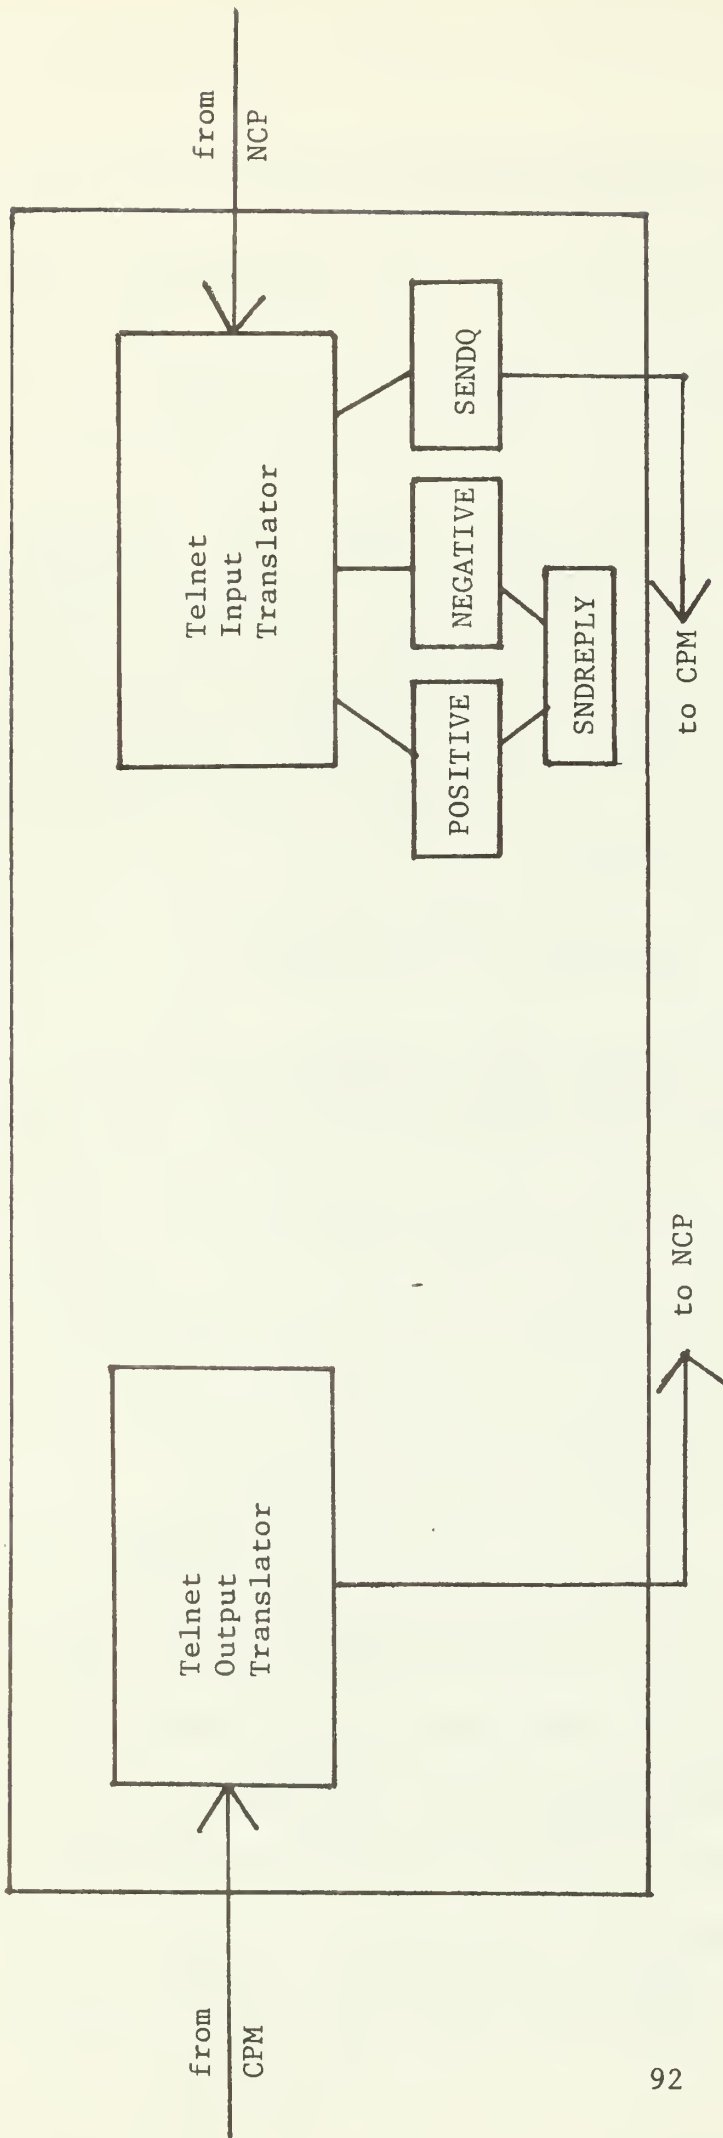 from
CPM
Telnet
Output
Translator
to NCP
from
NCP
Telnet
Input
Translator
POSITIVE
NEGATIVE
SENDQ
SNDREPLY
to CPM
92